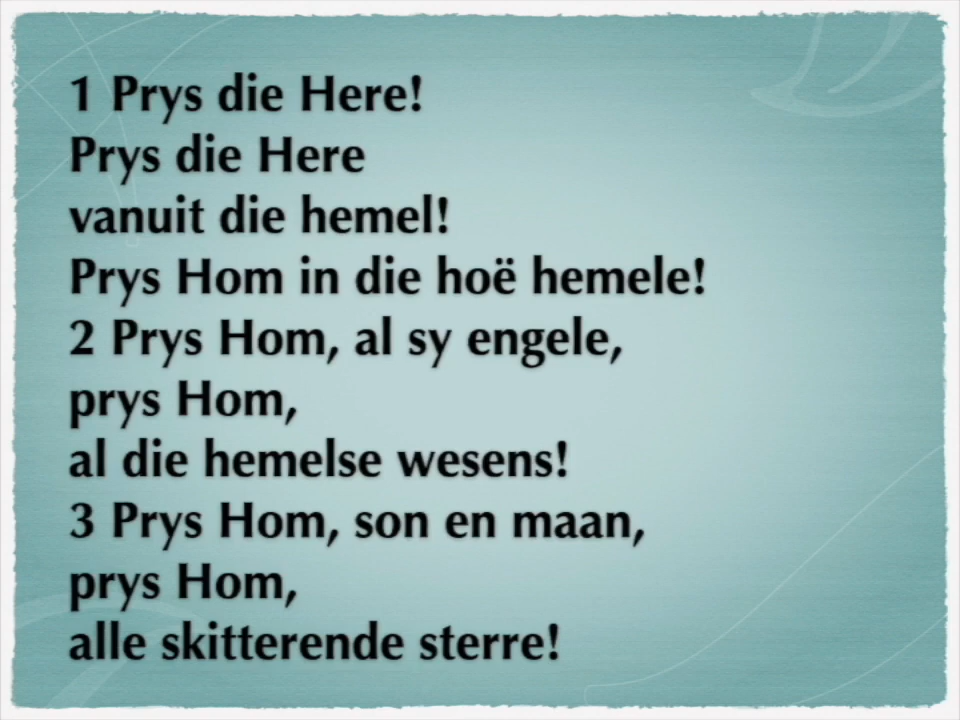 1 Prys die Here!
Prys die Here
vanuit die hemel!
Prys Hom in die hoë hemele!
2 Prys Hom, al sy engele,
prys Hom,
al die hemelse wesens!
3 Prys Hom, son en maan,
prys Hom,
alle skitterende sterre!